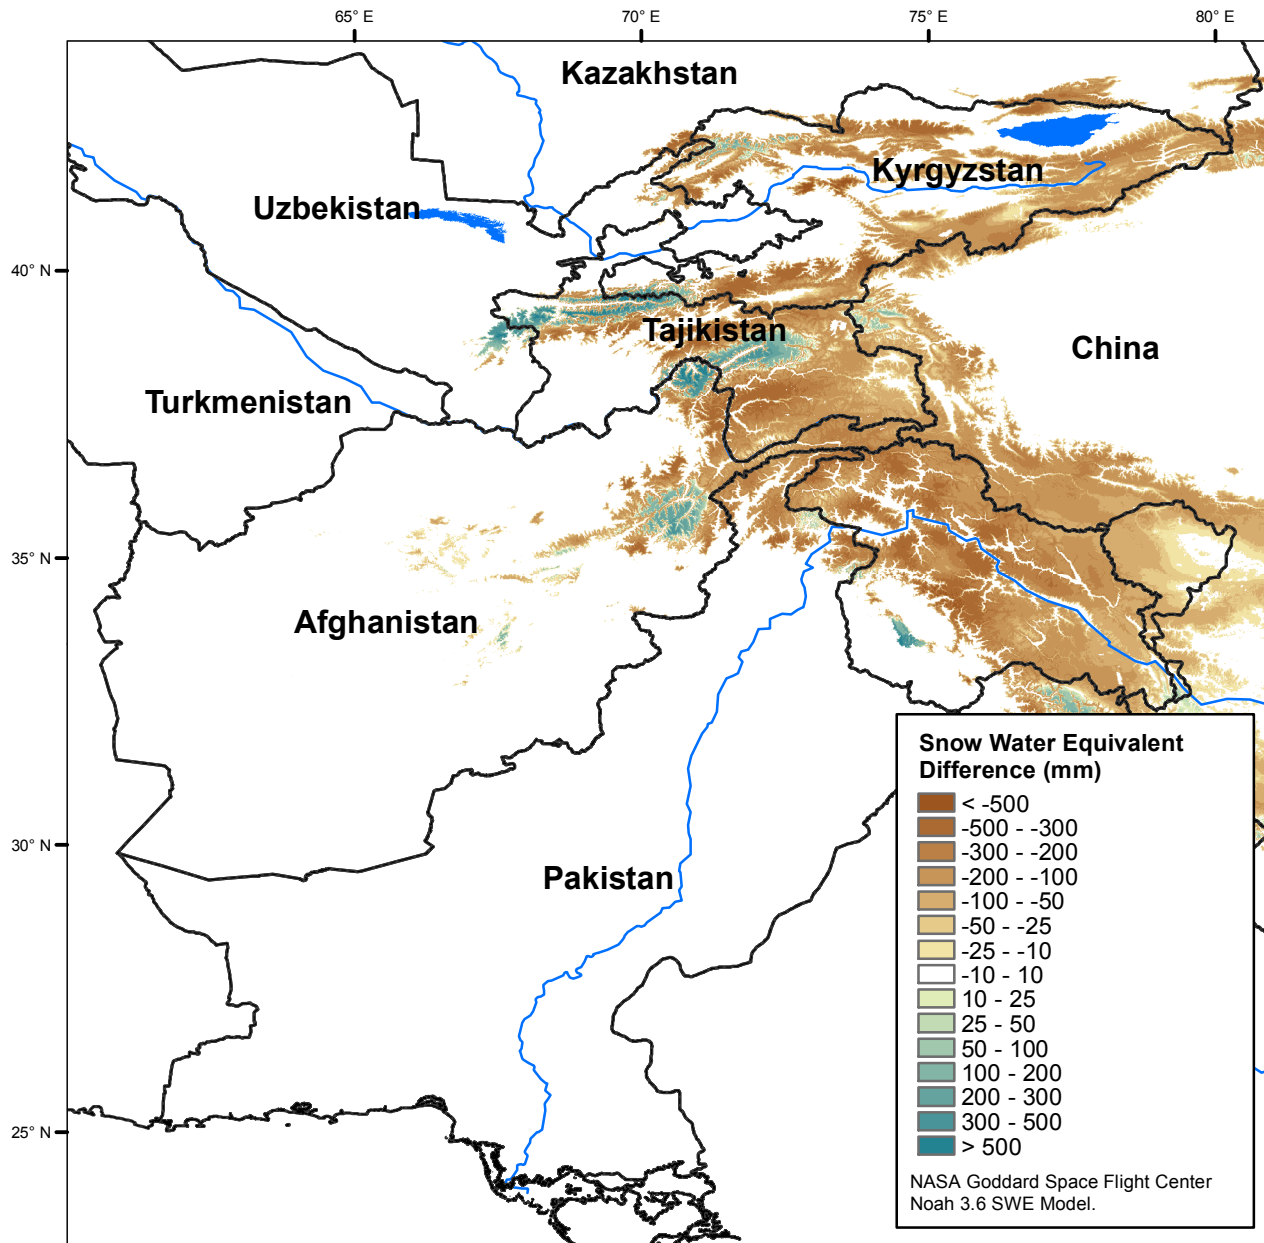 65° E
70° E
75° E
80° E
Kazakhstan
Kyrgyzstan
Uzbekistan
40° N
Tajikistan
China
Turkmenistan
35° N
Afghanistan
30° N
Pakistan
25° N
Snow Water Equivalent
Difference (mm)
< -500
-500 - -300
-300 - -200
-200 - -100
-100 - -50
-50 - -25
-25 - -10
-10 - 10
10 - 25
25 - 50
50 - 100
100 - 200
200 - 300
300 - 500
> 500
NASA Goddard Space Flight Center
Noah 3.6 SWE Model.